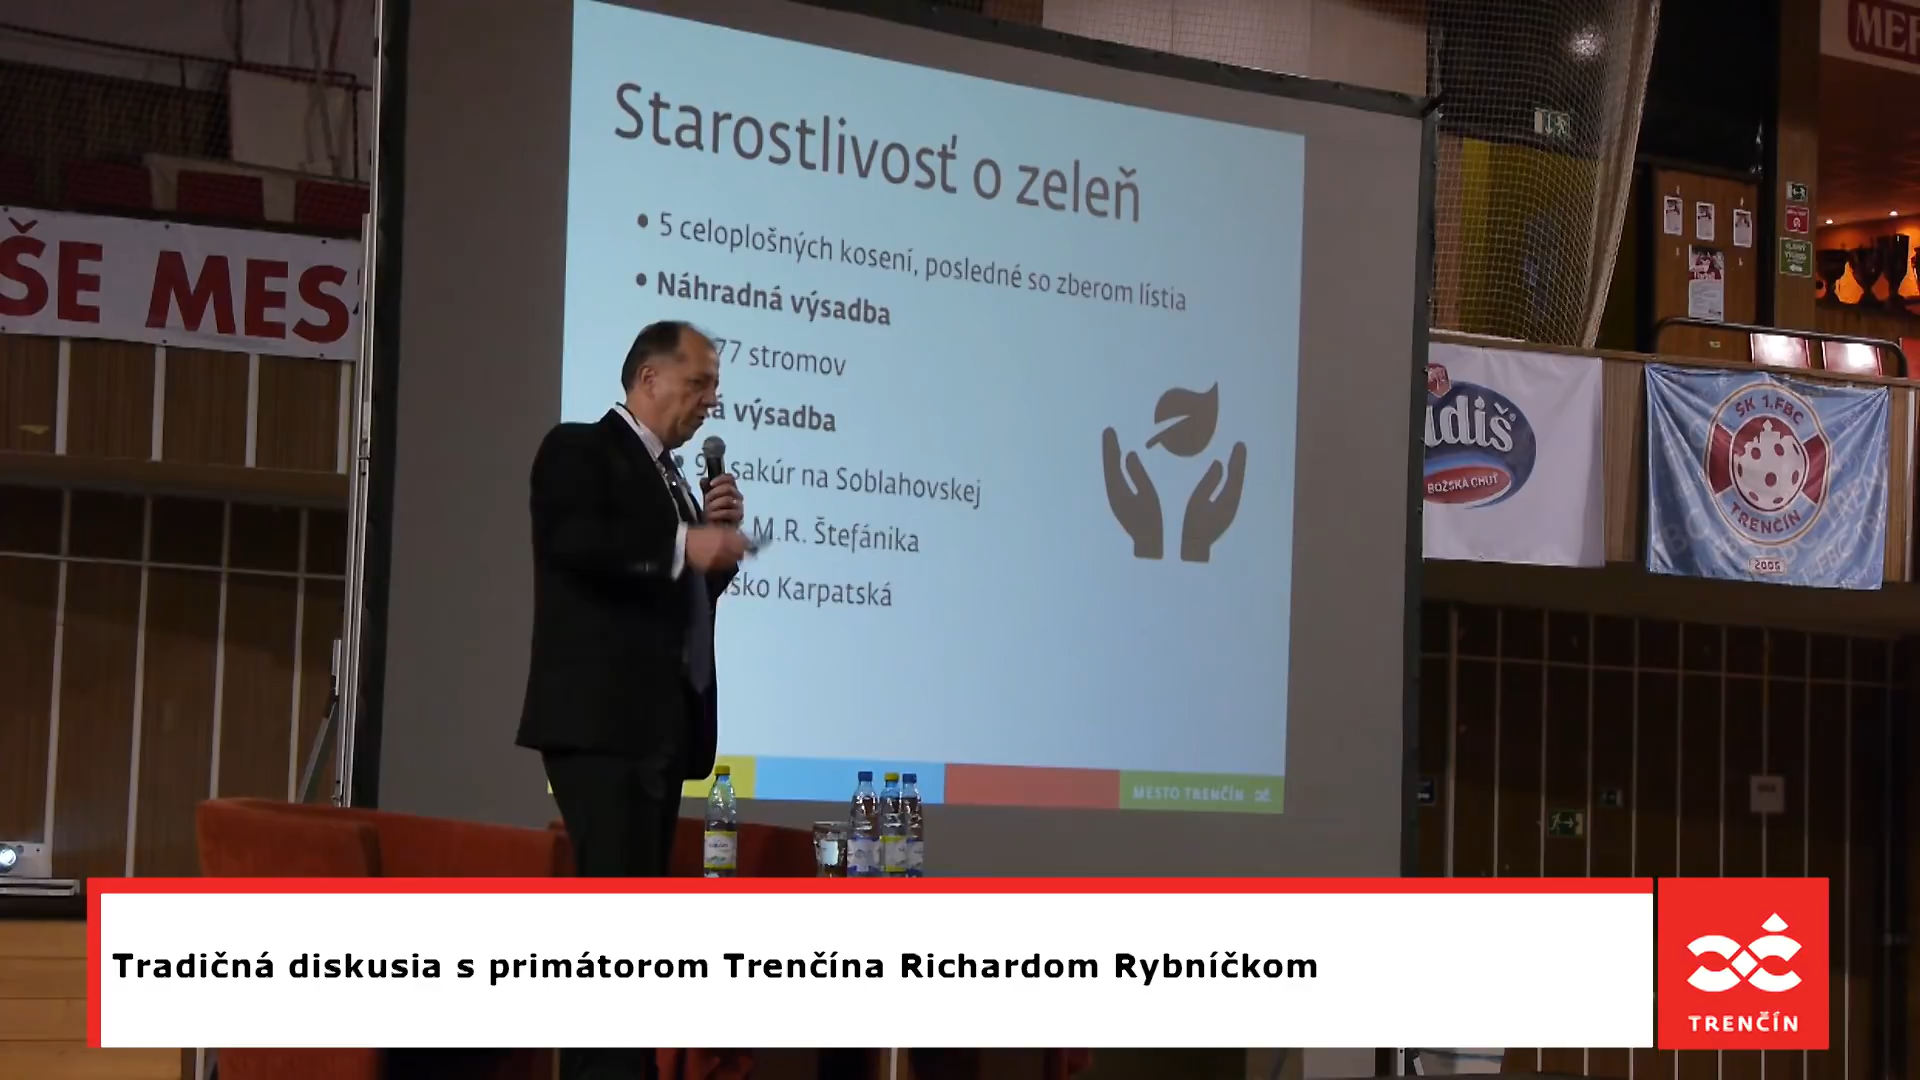 Starostlivosť o zeleň
• 5 celoplošných kosení, posledné so zberom lístia
• Náhradná výsadba
77 stromov
á výsadba
sakúr na Soblahovskej
M.R. Štefánika
sko Karpatská
MESTO TRENČÍN
ŠE MES
BOŽSKÁ CHUŤ
SK 1.FBC
TRENČÍN
2005
Tradičná diskusia s primátorom Trenčína Richardom Rybníčkom
TRENČÍN